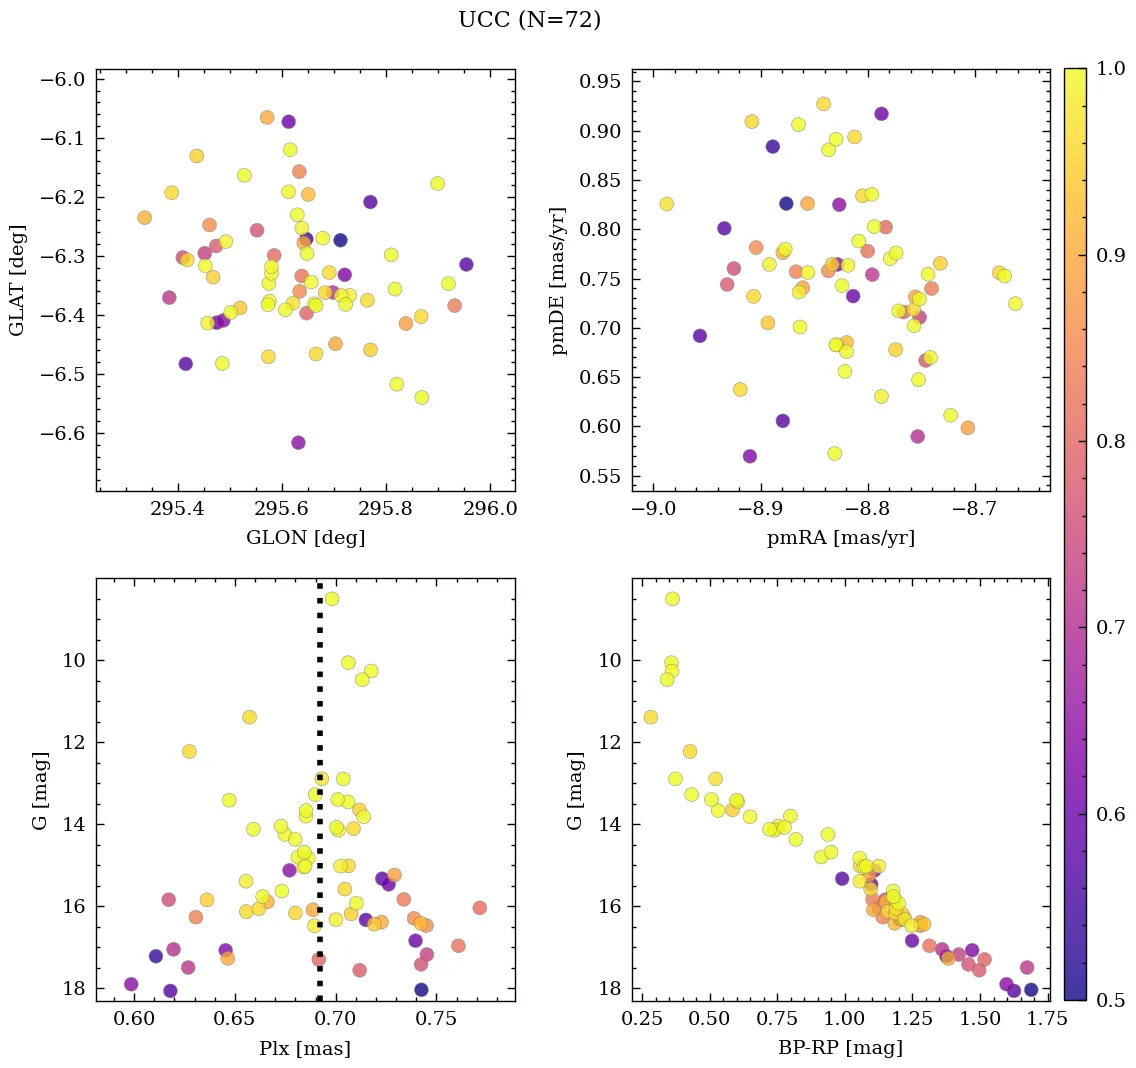 UCC (N=72)
−6.0
−6.1
−6.2
−6.3
−6.4
−6.5
−6.6
GLAT [deg]
295.4 295.6 295.8 296.0
GLON [deg]
0.95
0.90
0.85
0.80
0.75
0.70
0.65
0.60
0.55
pmDE [mas/yr]
−9.0 −8.9 −8.8 −8.7
pmRA [mas/yr]
10
12
14
16
18
G [mag]
0.60 0.65 0.70 0.75
Plx [mas]
10
12
14
16
18
G [mag]
0.25 0.50 0.75 1.00 1.25 1.50 1.75
BP-RP [mag]
1.0
0.9
0.8
0.7
0.6
0.5